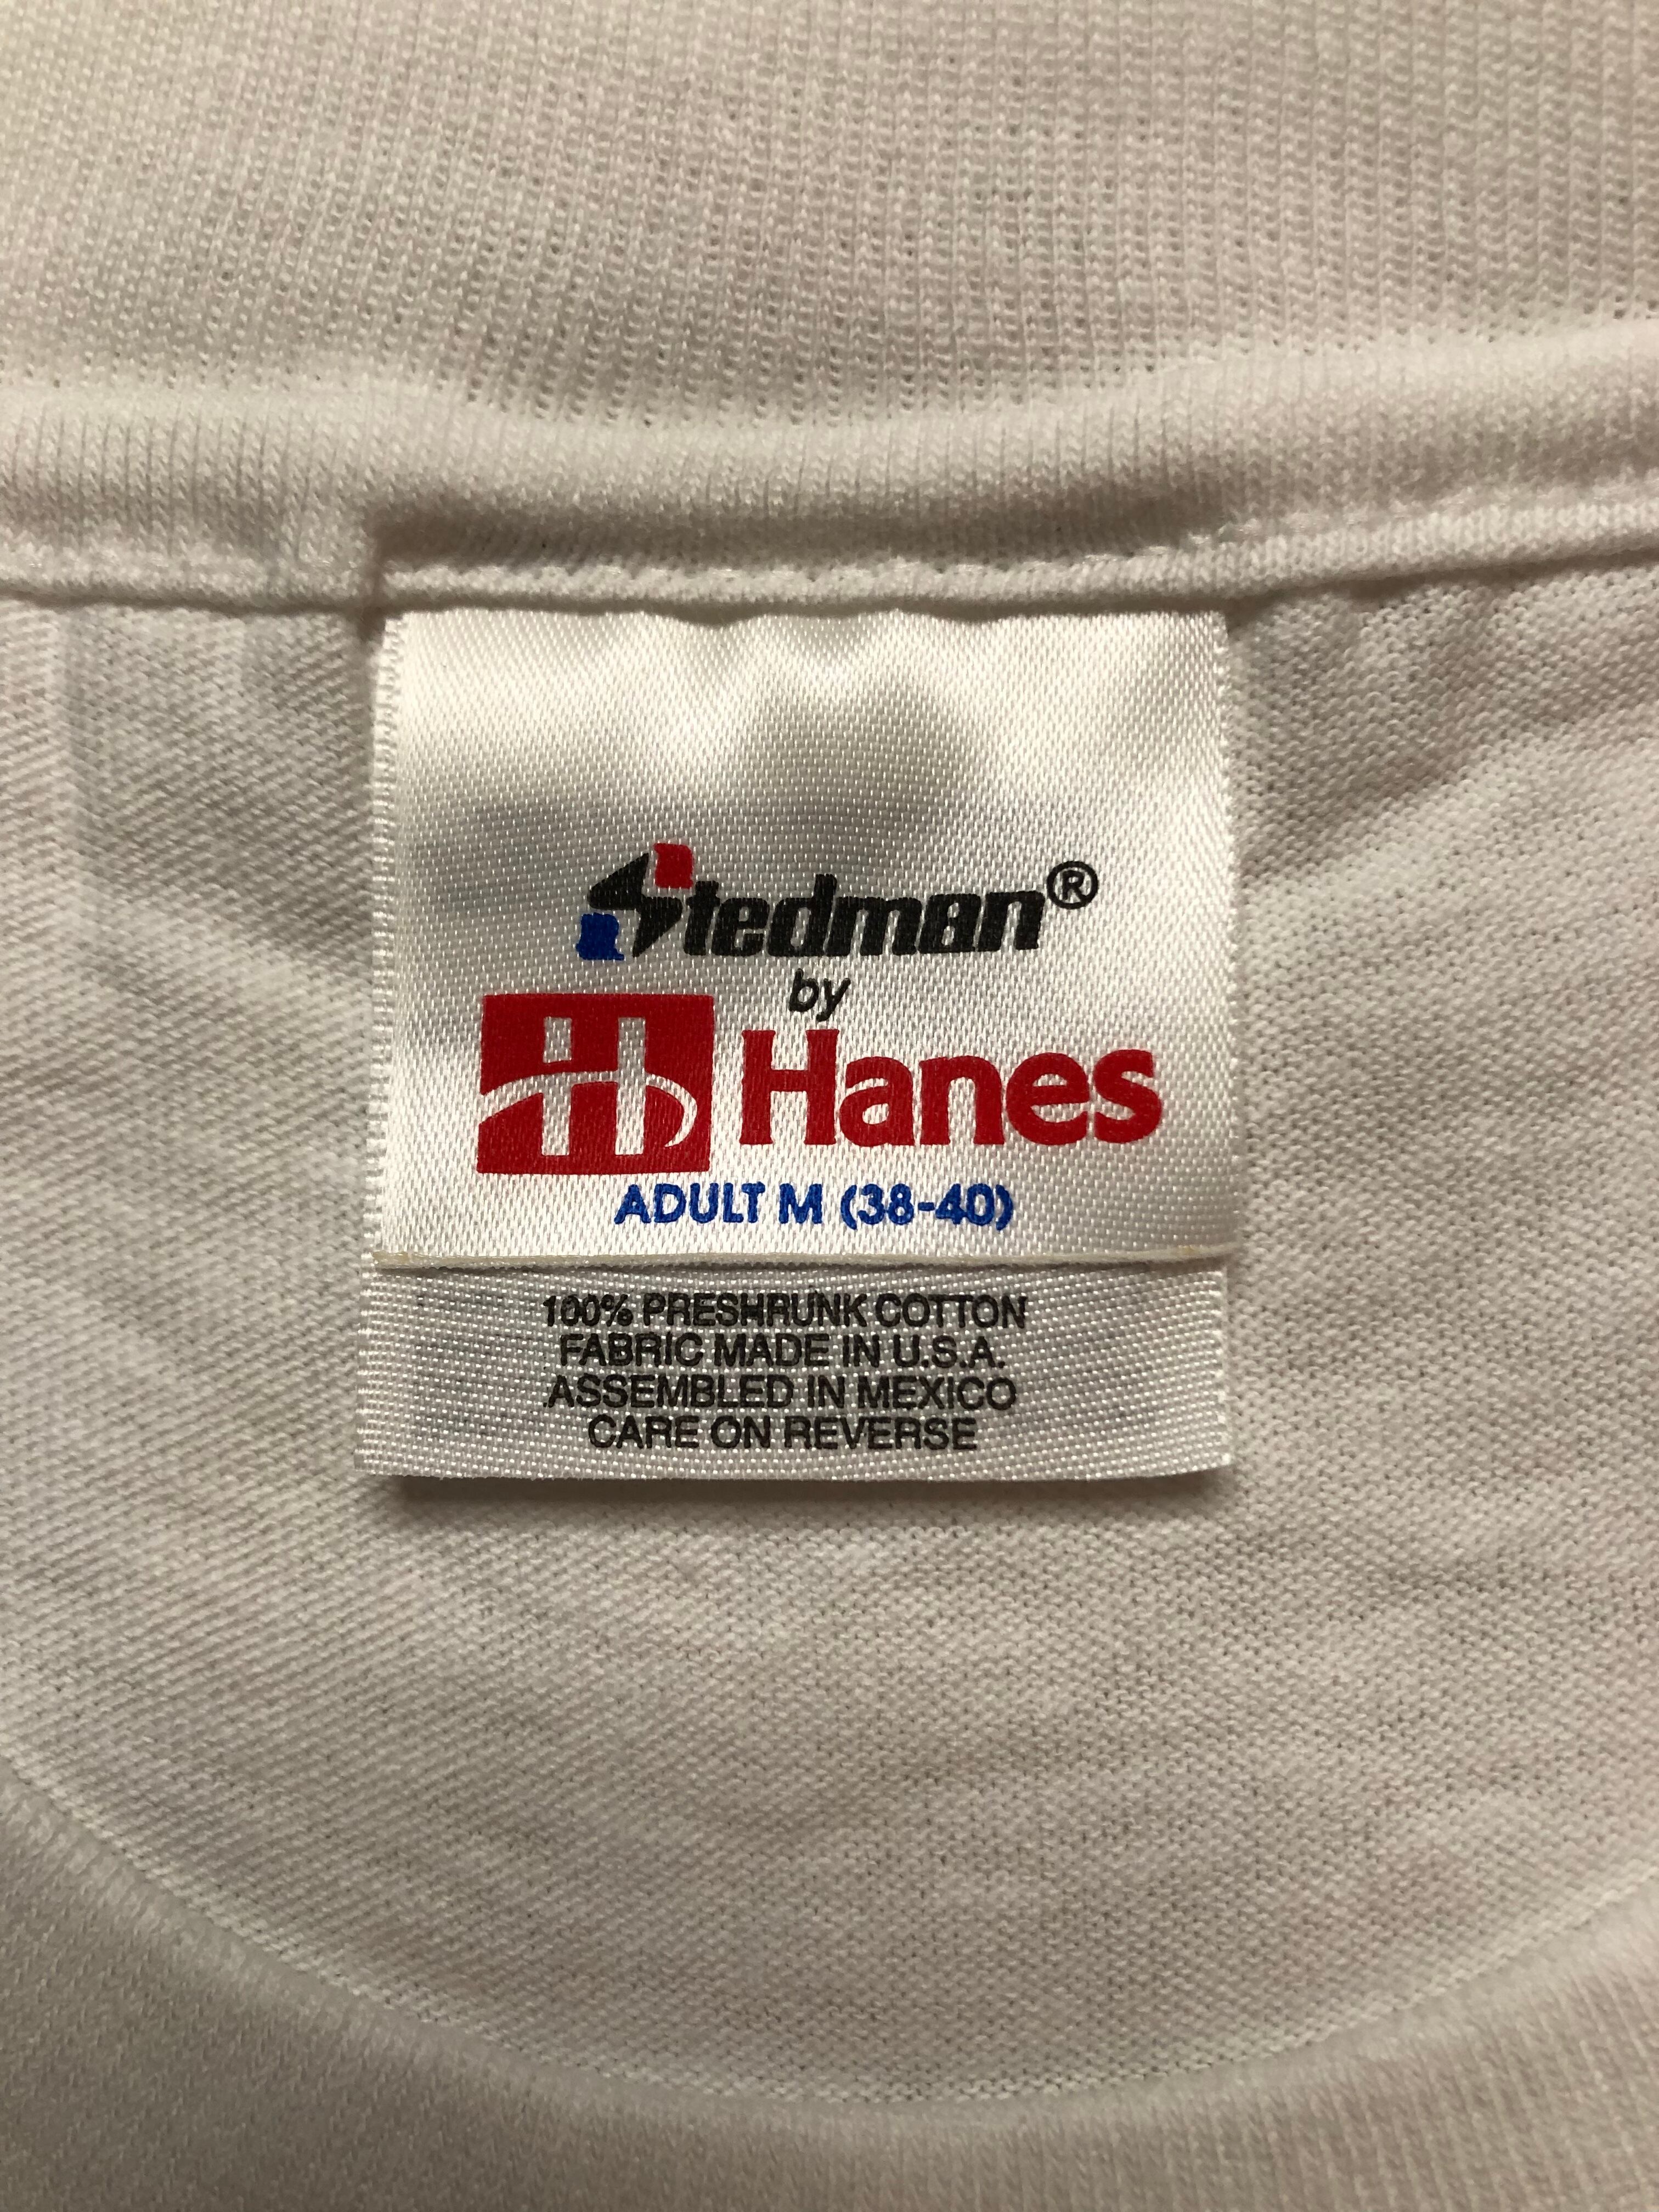 Stedman®
by
H Hanes
ADULT M (38-40)
100% PRESHRUNK COTTON
FABRIC MADE IN U.S.A.
ASSEMBLED IN MEXICO
CARE ON REVERSE